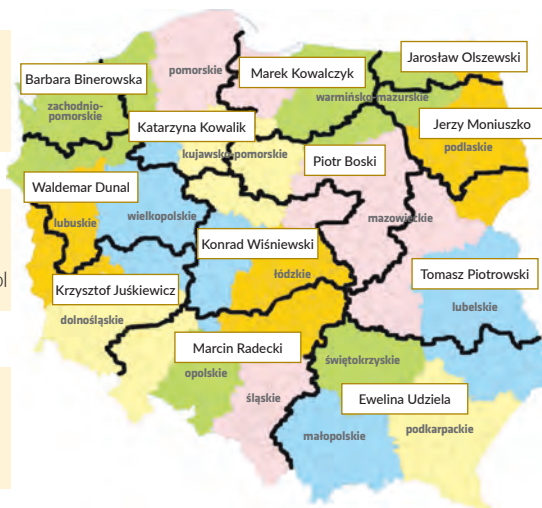 Jarosław Olszewski
pomorskie
Marek Kowalczyk
Barbara Binerowska
warmińsko-mazurskie
zachodnio-
pomorskie
Katarzyna Kowalik
Jerzy Moniuszko
kujawsko-pomorskie
Piotr Boski
podlaskie
Waldemar Dunal
lubuskie
wielkopolskie
mazowieckie
Konrad Wiśniewski
łódzkie
Tomasz Piotrowski
ol
Krzysztof Juśkiewicz
lubelskie
dolnośląskie
Marcin Radecki
świętokrzyskie
opolskie
śląskie
Ewelina Udziela
małopolskie
podkarpackie